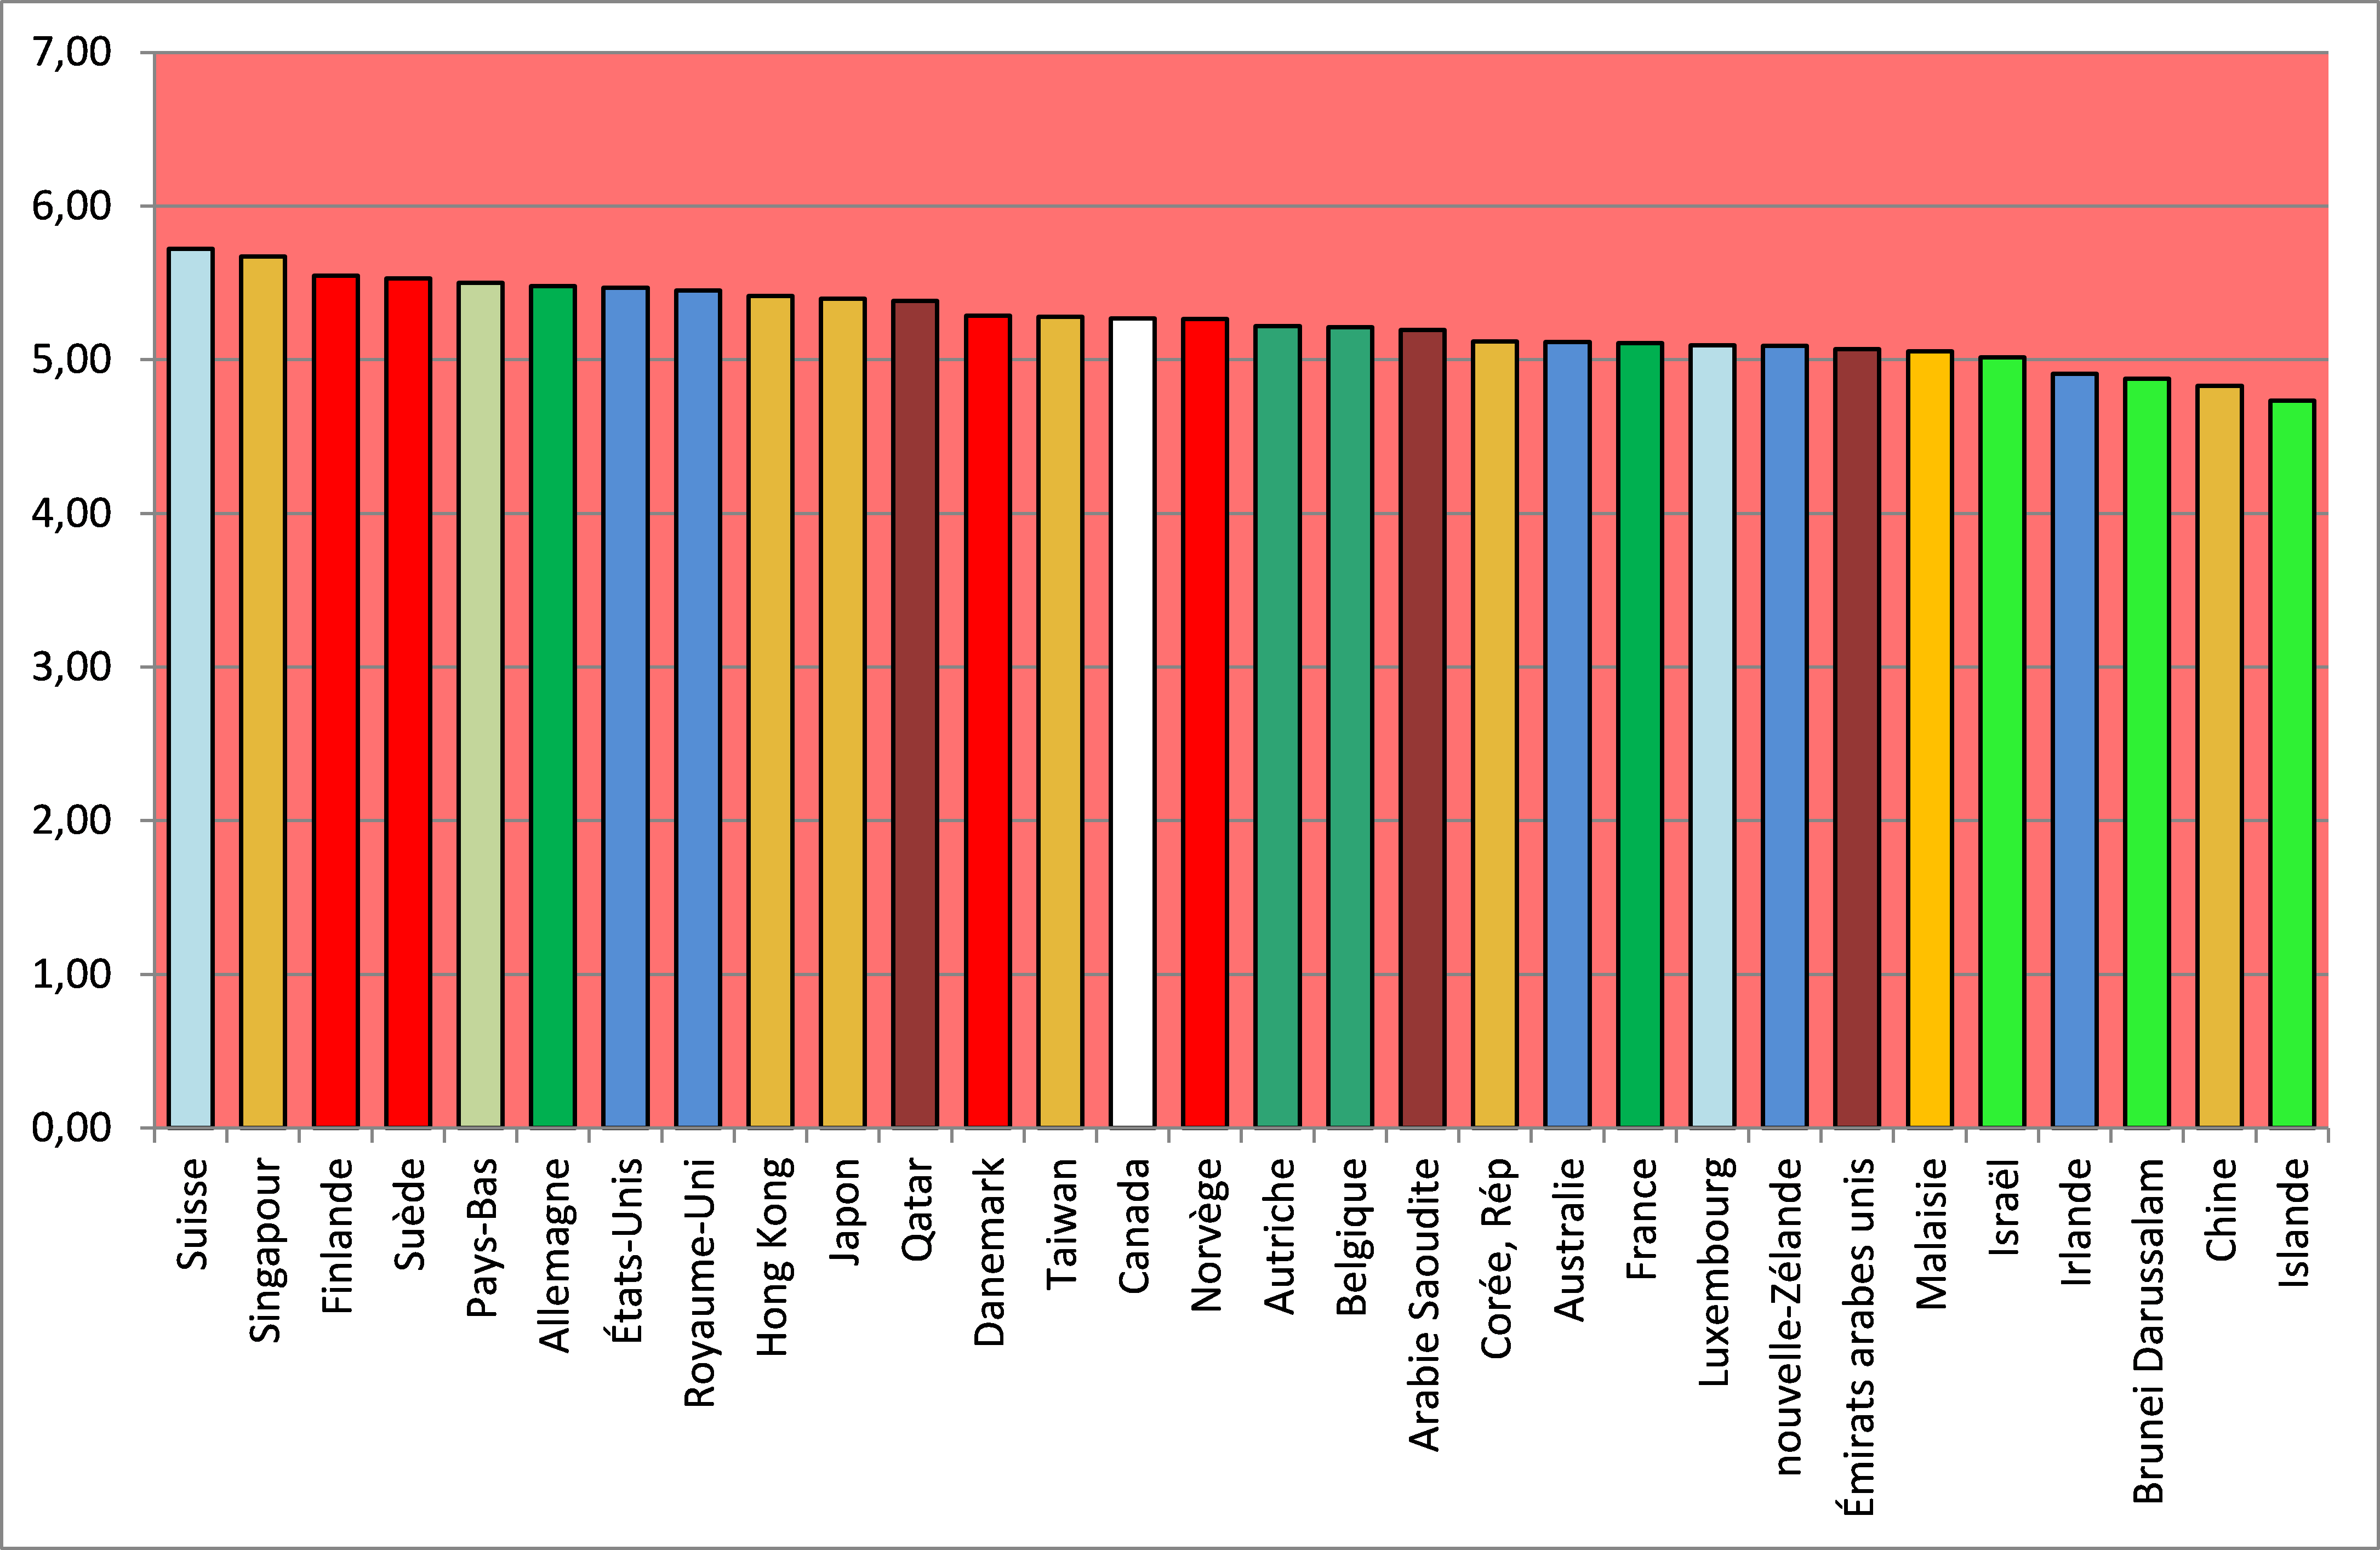 7,00
6,00
5,00
4,00
3,00
2,00
1,00
0,00
Suisse
Singapour
Finlande
Suède
Pays-Bas
Allemagne
États-Unis
Royaume-Uni
Hong Kong
Japon
Qatar
Danemark
Taiwan
Canada
Norvège
Autriche
Belgique
Arabie Saoudite
Corée, Rép
Australie
France
Luxembourg
nouvelle-Zélande
Émirats arabes unis
Malaisie
Israël
Irlande
Brunei Darussalam
Chine
Islande